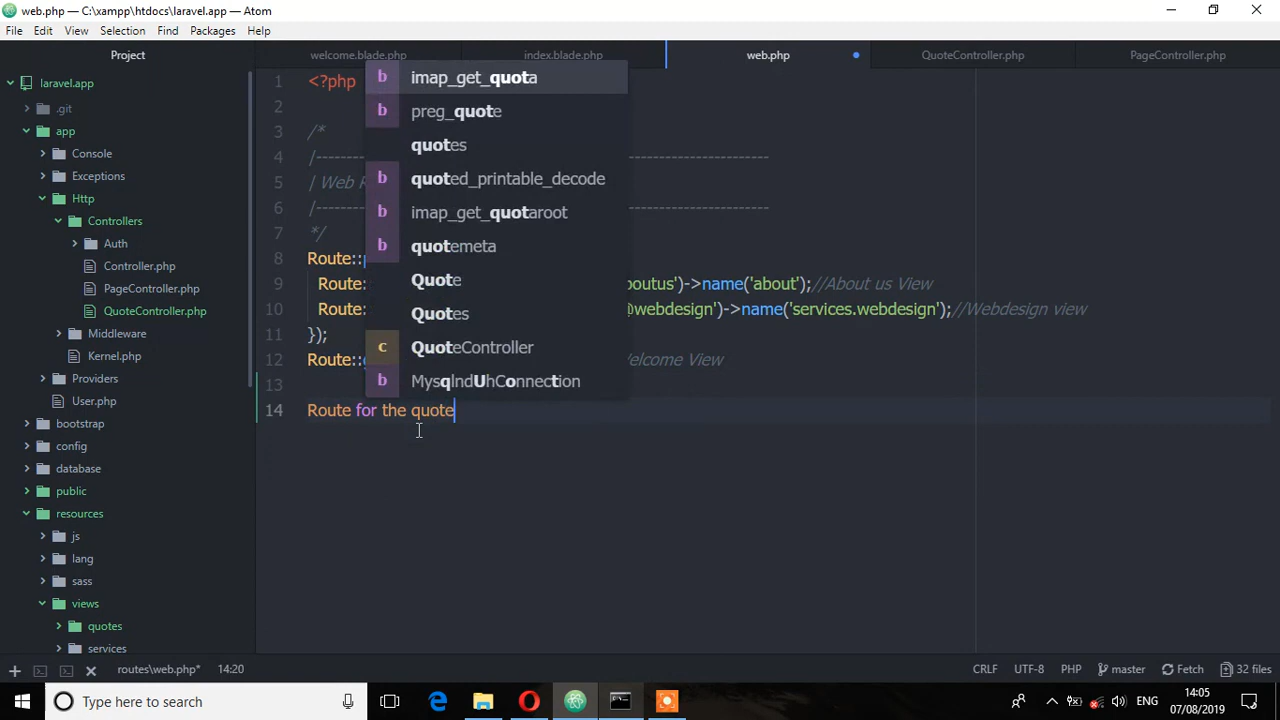 web.php — C:\xampp\htdocs\laravel.app — Atom
File Edit View Selection Find Packages Help
Project
laravel.app
.git
app
Console
Exceptions
Http
Controllers
Auth
Controller.php
PageController.php
QuoteController.php
Middleware
Kernel.php
Providers
User.php
bootstrap
config
database
public
resources
js
lang
sass
views
quotes
services
welcome.blade.php index.blade.php web.php QuoteController.php PageController.php
1 <?php
2
3 /*
4 |----
5 | Web R
6 |----
7 */
8 Route::
9 Route: boutus')->name('about');//About us View
10 Route: @webdesign')->name('services.webdesign');//Webdesign view
11 });
12 Route:: elcome View
13
14 Route for the quote
b imap_get_quota
b preg_quote
quotes
b quoted_printable_decode
b imap_get_quotaroot
b quotemeta
Quote
Quotes
c QuoteController
b MysqlndUhConnection
routes\web.php* 14:20 CRLF UTF-8 PHP master Fetch 32 files
Type here to search
ENG
14:05
07/08/2019